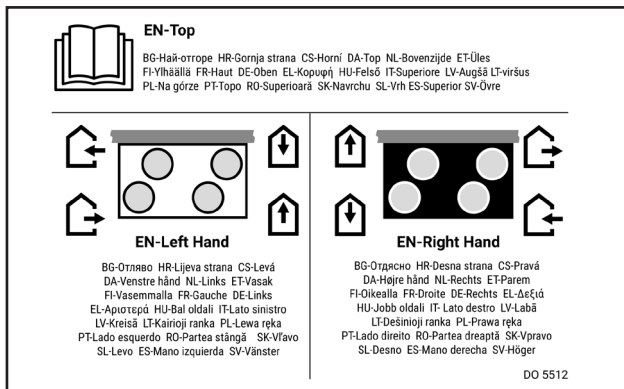 EN-Top
BG-Най-отгоре HR-Gornja strana CS-Horní DA-Top NL-Bovenzijde ET-Üles
FI-Ylhäällä FR-Haut DE-Oben EL-Κορυφή HU-Felső IT-Superiore LV-Augšā LT-viršus
PL-Na górze PT-Topo RO-Superioară SK-Navrchu SL-Vrh ES-Superior SV-Övre
EN-Left Hand
BG-Отляво HR-Lijeva strana CS-Levá
DA-Venstre hånd NL-Links ET-Vasak
FI-Vasemmalla FR-Gauche DE-Links
EL-Αριστερά HU-Bal oldali IT-Lato sinistro
LV-Kreisā LT-Kairioji ranka PL-Lewa ręka
PT-Lado esquerdo RO-Partea stângă SK-Vľavo
SL-Levo ES-Mano izquierda SV-Vänster
EN-Right Hand
BG-Отдясно HR-Desna strana CS-Pravá
DA-Højre hånd NL-Rechts ET-Parem
FI-Oikealla FR-Droite DE-Rechts EL-Δεξιά
HU-Jobb oldali IT- Lato destro LV-Labā
LT-Dešinioji ranka PL-Prawa ręka
PT-Lado direito RO-Partea dreaptă SK-Vpravo
SL-Desno ES-Mano derecha SV-Höger
DO 5512